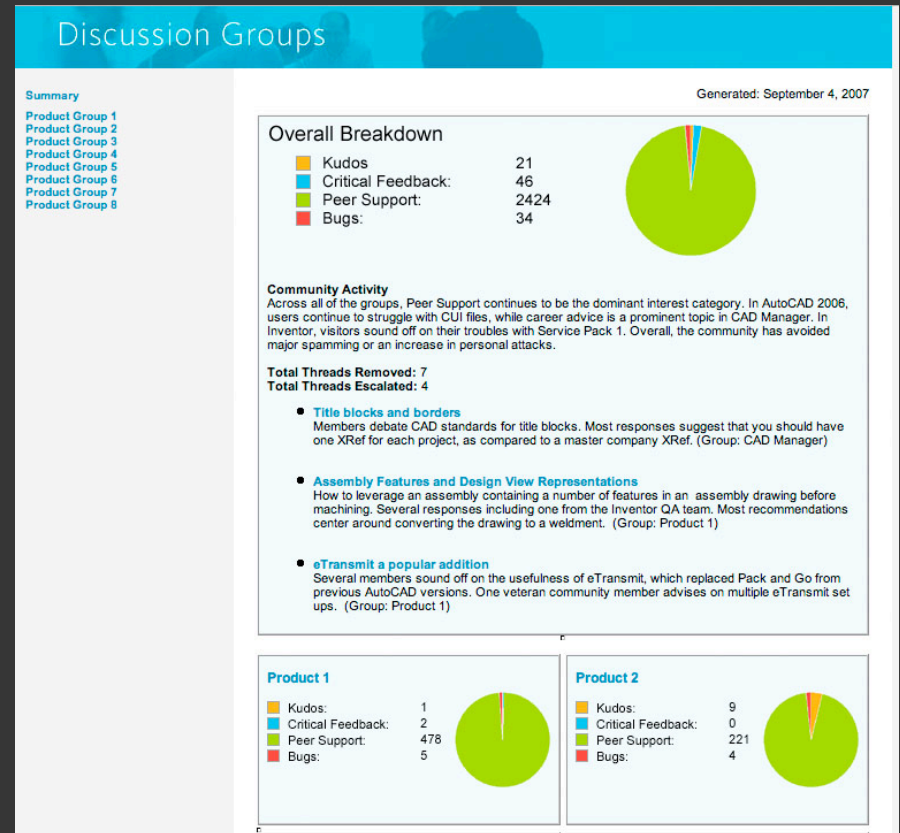 Discussion Groups
Summary
Product Group 1
Product Group 2
Product Group 3
Product Group 4
Product Group 5
Product Group 6
Product Group 7
Product Group 8
Generated: September 4, 2007
Overall Breakdown
Kudos 21
Critical Feedback: 46
Peer Support: 2424
Bugs: 34
Community Activity
Across all of the groups, Peer Support continues to be the dominant interest category. In AutoCAD 2006,
users continue to struggle with CUI files, while career advice is a prominent topic in CAD Manager. In
Inventor, visitors sound off on their troubles with Service Pack 1. Overall, the community has avoided
major spamming or an increase in personal attacks.
Total Threads Removed: 7
Total Threads Escalated: 4
Title blocks and borders
Members debate CAD standards for title blocks. Most responses suggest that you should have
one XRef for each project, as compared to a master company XRef. (Group: CAD Manager)
Assembly Features and Design View Representations
How to leverage an assembly containing a number of features in an assembly drawing before
machining. Several responses including one from the Inventor QA team. Most recommendations
center around converting the drawing to a weldment. (Group: Product 1)
eTransmit a popular addition
Several members sound off on the usefulness of eTransmit, which replaced Pack and Go from
previous AutoCAD versions. One veteran community member advises on multiple eTransmit set
ups. (Group: Product 1)
Product 1
Kudos: 1
Critical Feedback: 2
Peer Support: 478
Bugs: 5
Product 2
Kudos: 9
Critical Feedback: 0
Peer Support: 221
Bugs: 4